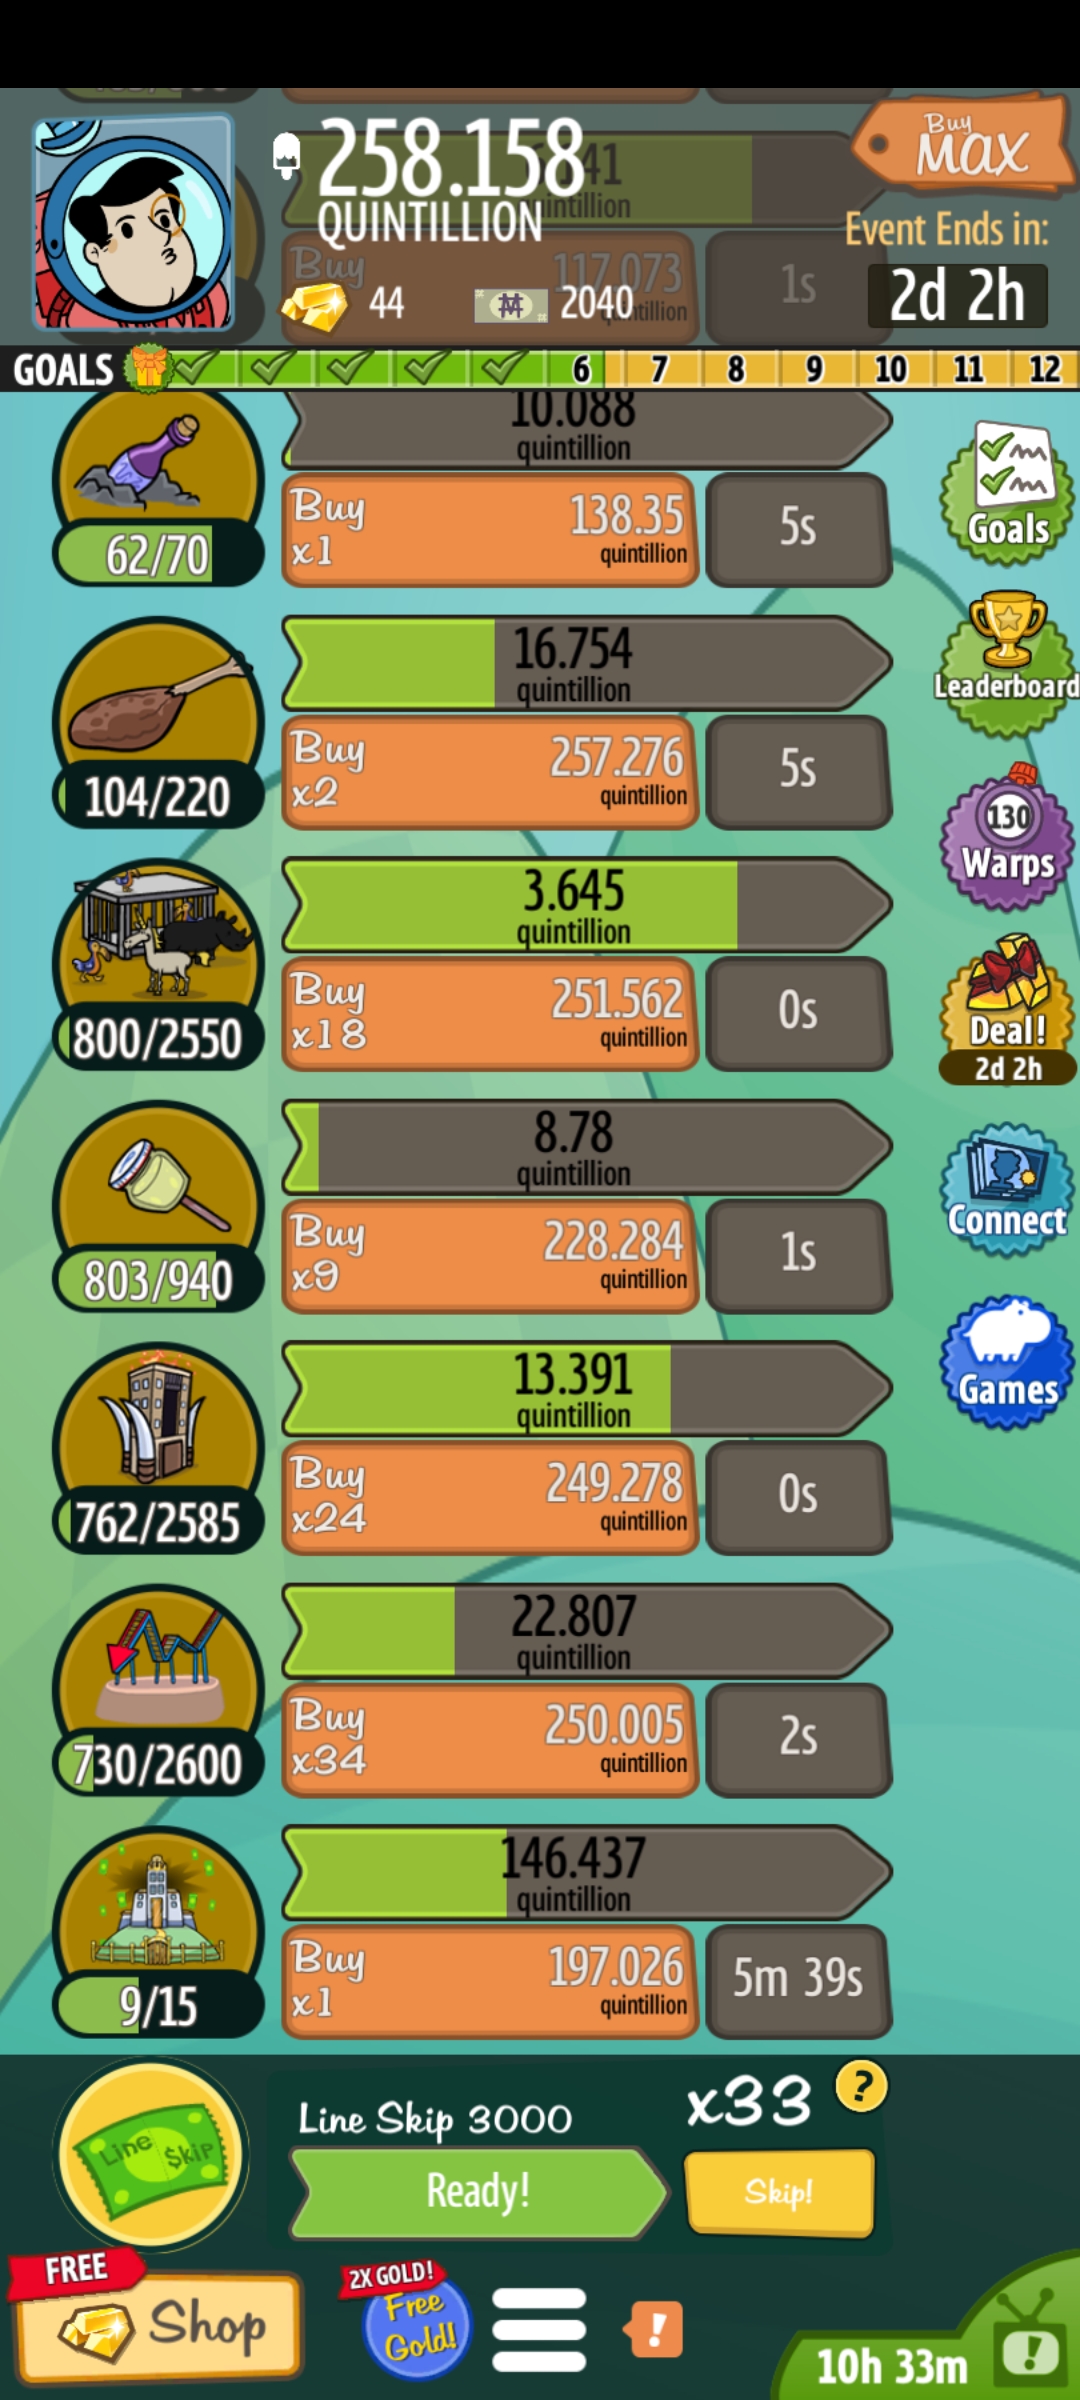 258.158
QUINTILLION
44
2040
Buy
MAX
Event Ends in:
2d 2h
Buy
117.073
quintillion
1s
GOALS 6 7 8 9 10 11 12
10.088
quintillion
62/70
Buy
x1
138.35
quintillion
5s
Goals
16.754
quintillion
104/220
Buy
x2
257.276
quintillion
5s
Leaderboard
3.645
quintillion
800/2550
Buy
x18
251.562
quintillion
0s
130
Warps
Deal!
2d 2h
8.78
quintillion
803/940
Buy
x9
228.284
quintillion
1s
Connect
13.391
quintillion
762/2585
Buy
x24
249.278
quintillion
0s
Games
22.807
quintillion
730/2600
Buy
x34
250.005
quintillion
2s
146.437
quintillion
9/15
Buy
x1
197.026
quintillion
5m 39s
Line $kip
Line Skip 3000
x33
?
Ready!
Skip!
FREE
Shop
2X GOLD!
Free
Gold!
!
10h 33m
!